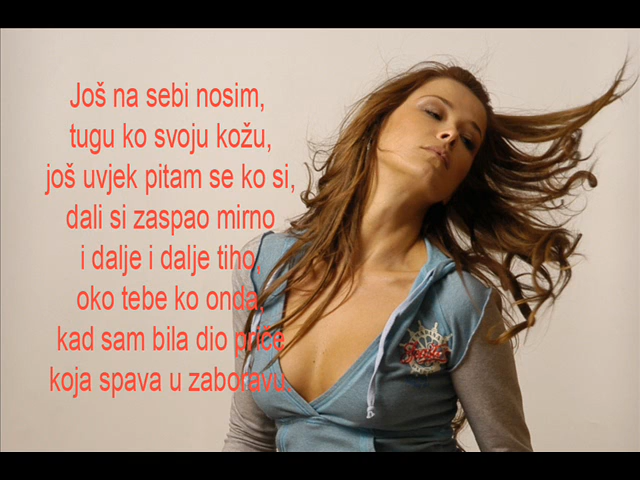 Još na sebi nosim,
tugu ko svoju kožu,
još uvjek pitam se ko si,
dali si zaspao mirno
i dalje i dalje tiho,
oko tebe ko onda,
kad sam bila dio priče
koja spava u zaboravu.